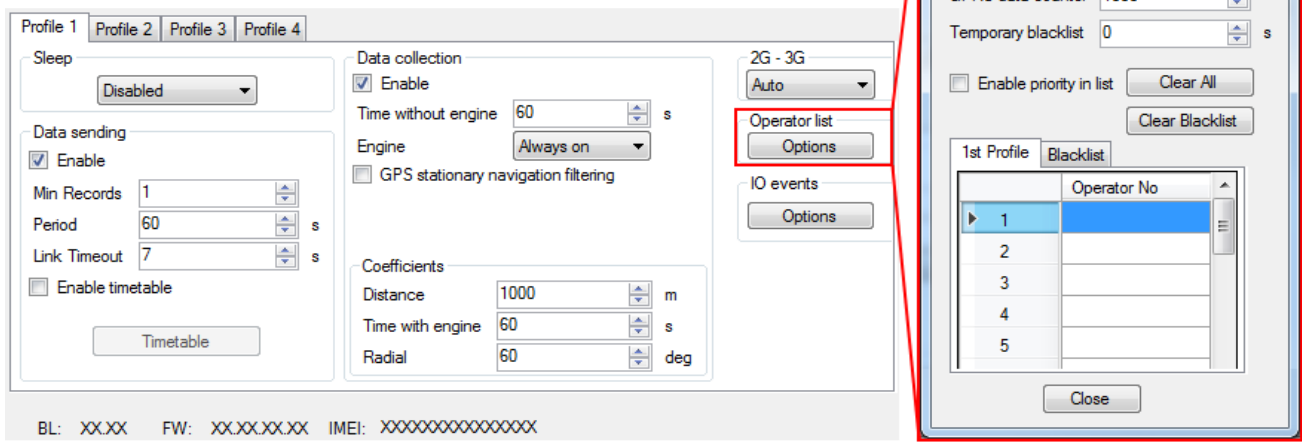 Profile 1 Profile 2 Profile 3 Profile 4
Sleep
Disabled
Data sending
Enable
Min Records 1
Period 60 s
Link Timeout 7 s
Enable timetable
Timetable
Data collection
Enable
Time without engine 60 s
Engine Always on
GPS stationary navigation filtering
Coefficients
Distance 1000 m
Time with engine 60 s
Radial 60 deg
2G - 3G
Auto
Operator list
Options
IO events
Options
BL: XX.XX FW: XX.XX.XX.XX IMEI: XXXXXXXXXXXXXXX
Temporary blacklist 0 s
Enable priority in list Clear All
Clear Blacklist
1st Profile Blacklist
Operator No
1
2
3
4
5
Close